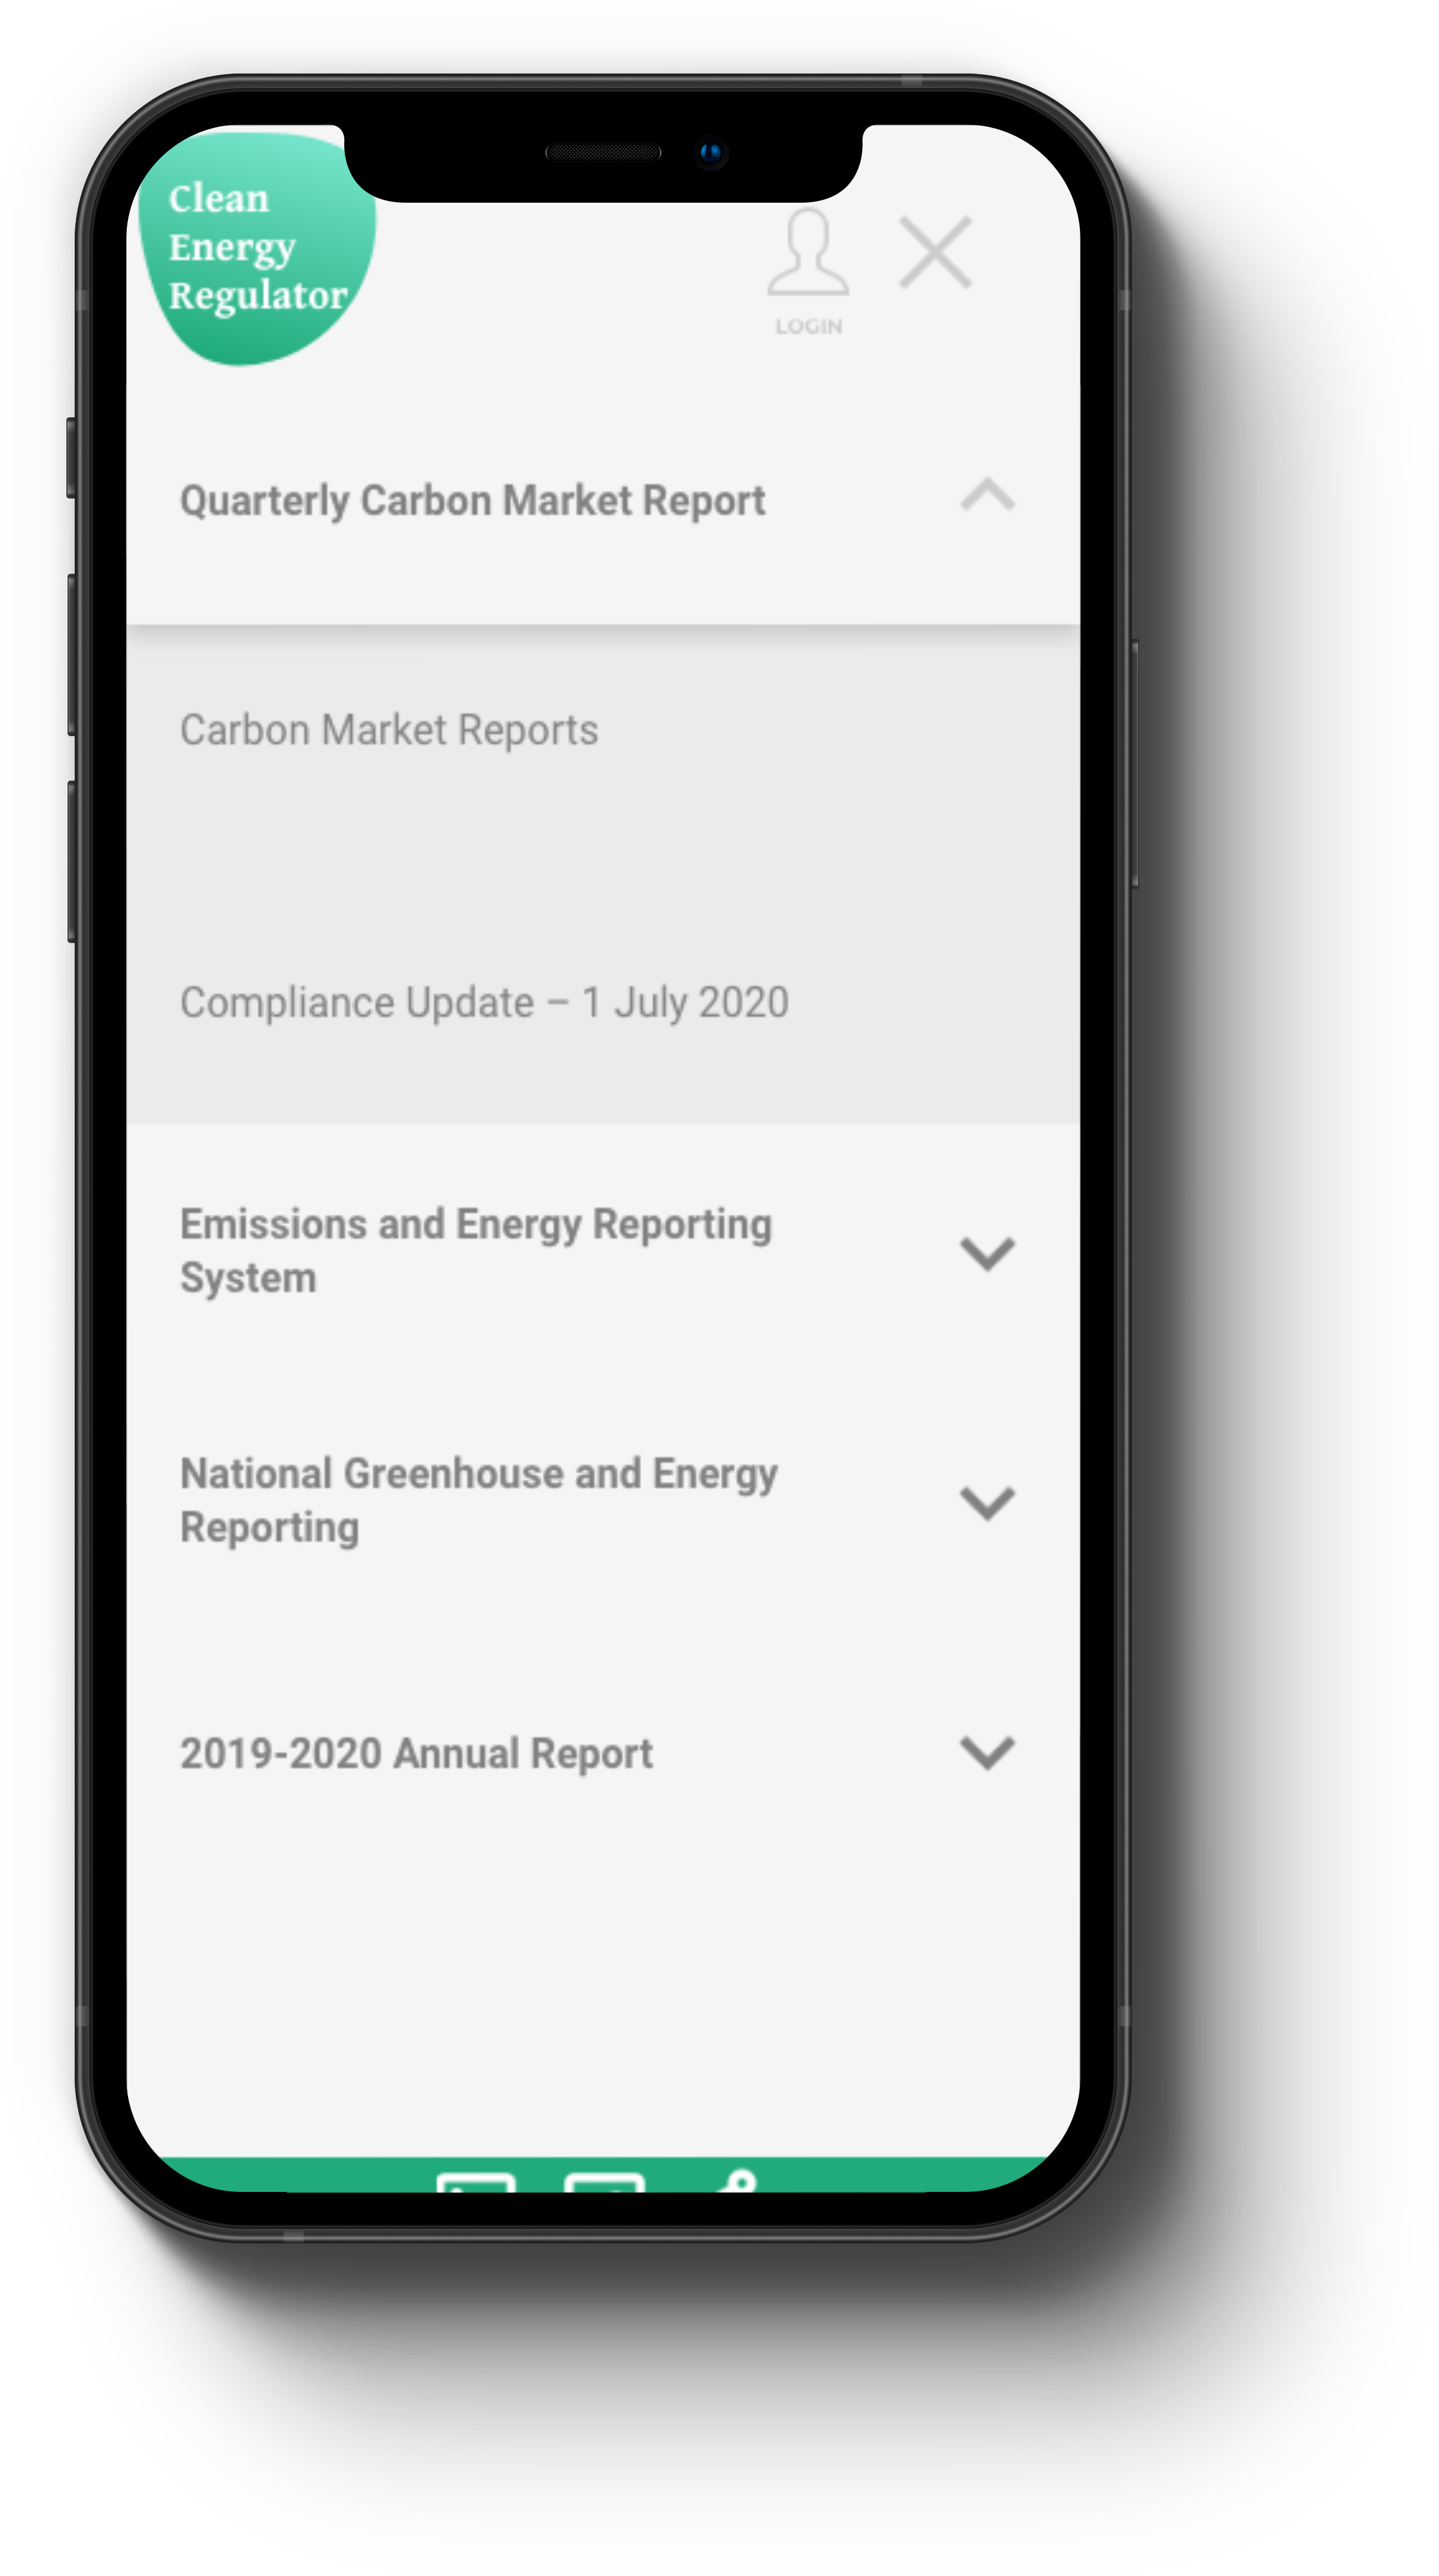 Clean
Energy
Regulator
LOGIN
Quarterly Carbon Market Report
Carbon Market Reports
Compliance Update – 1 July 2020
Emissions and Energy Reporting
System
National Greenhouse and Energy
Reporting
2019-2020 Annual Report